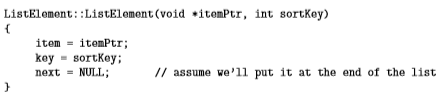 ListElement::ListElement(void *itemPtr, int sortKey)
{
item = itemPtr;
key = sortKey;
next = NULL; // assume we'll put it at the end of the list
}